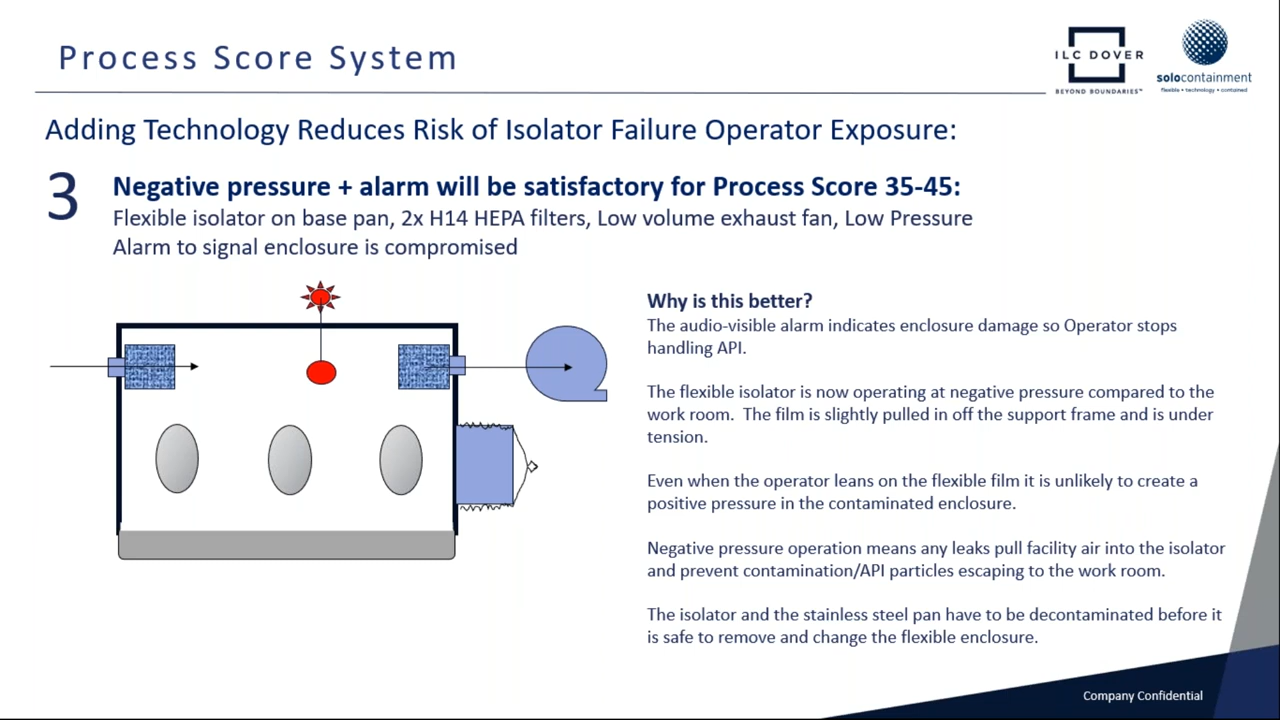 Process Score System
ILC DOVER
BEYOND BOUNDARIES™
solocontainment
flexible • technology • contained
Adding Technology Reduces Risk of Isolator Failure Operator Exposure:
3
Negative pressure + alarm will be satisfactory for Process Score 35-45:
Flexible isolator on base pan, 2x H14 HEPA filters, Low volume exhaust fan, Low Pressure
Alarm to signal enclosure is compromised
Why is this better?
The audio-visible alarm indicates enclosure damage so Operator stops
handling API.
The flexible isolator is now operating at negative pressure compared to the
work room.  The film is slightly pulled in off the support frame and is under
tension.
Even when the operator leans on the flexible film it is unlikely to create a
positive pressure in the contaminated enclosure.
Negative pressure operation means any leaks pull facility air into the isolator
and prevent contamination/API particles escaping to the work room.
The isolator and the stainless steel pan have to be decontaminated before it
is safe to remove and change the flexible enclosure.
Company Confidential